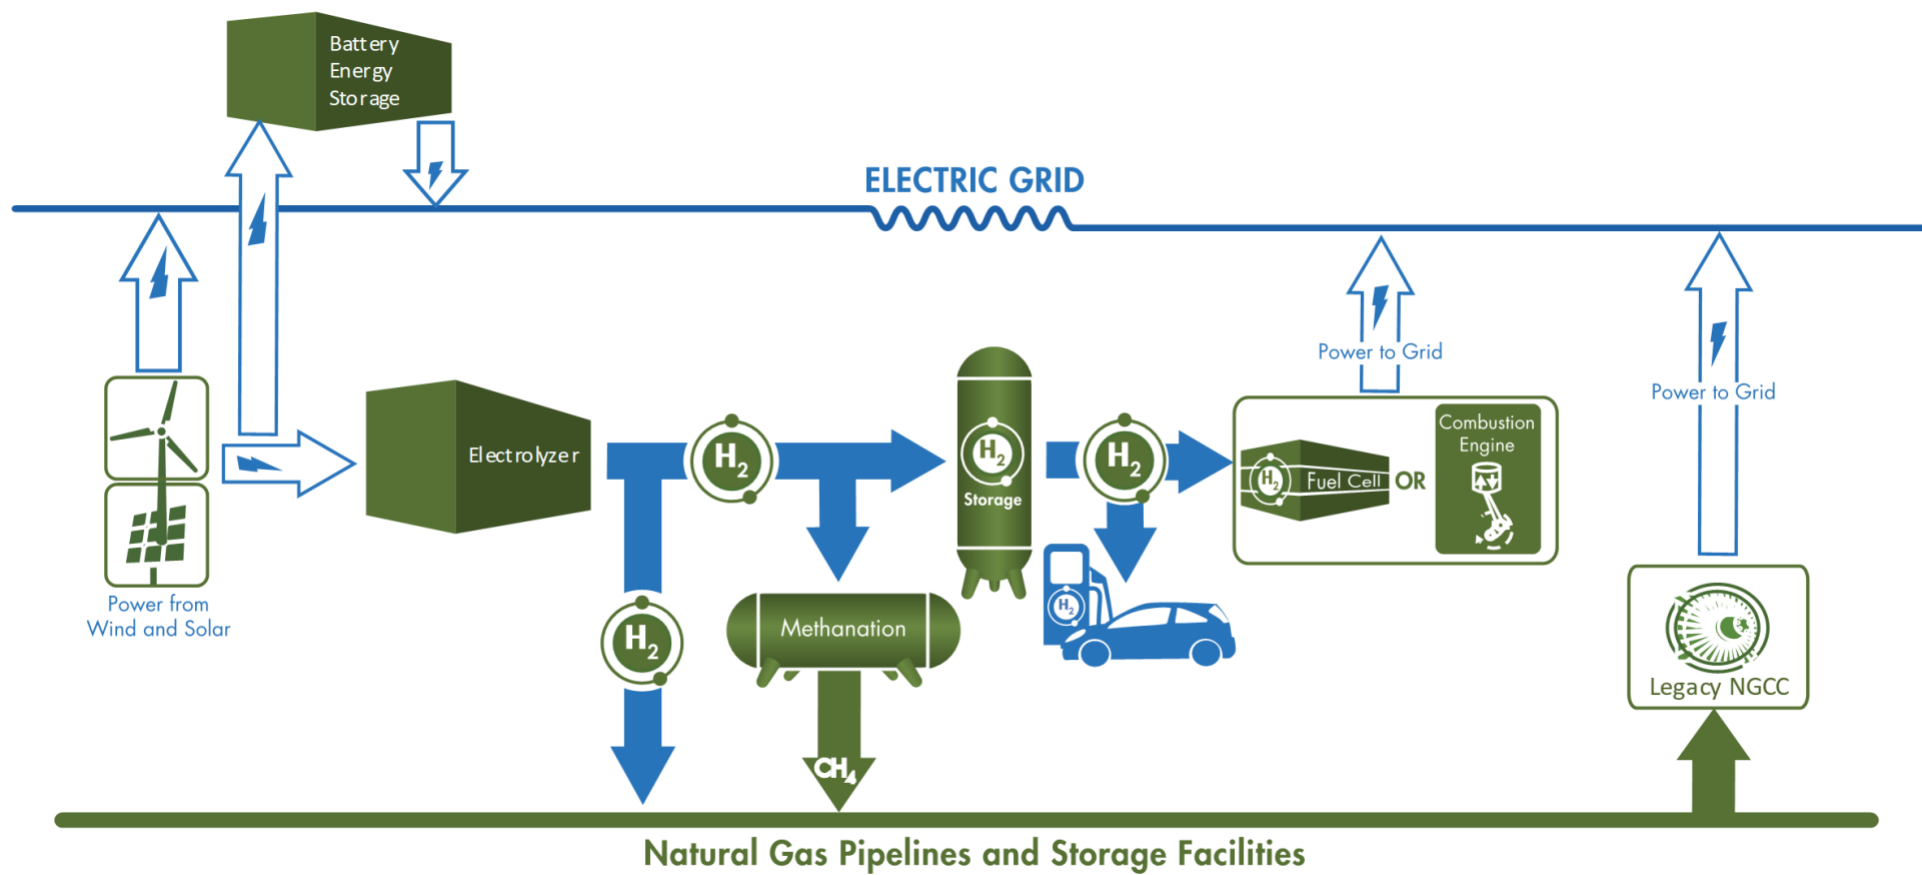 Battery
Energy
Storage
ELECTRIC GRID
Power to Grid
Power to Grid
Combustion
Engine
Electrolyzer
H2
H2
Storage
H2
H2
Fuel Cell
OR
Power from
Wind and Solar
H2
Methanation
H2
Legacy NGCC
CH4
Natural Gas Pipelines and Storage Facilities